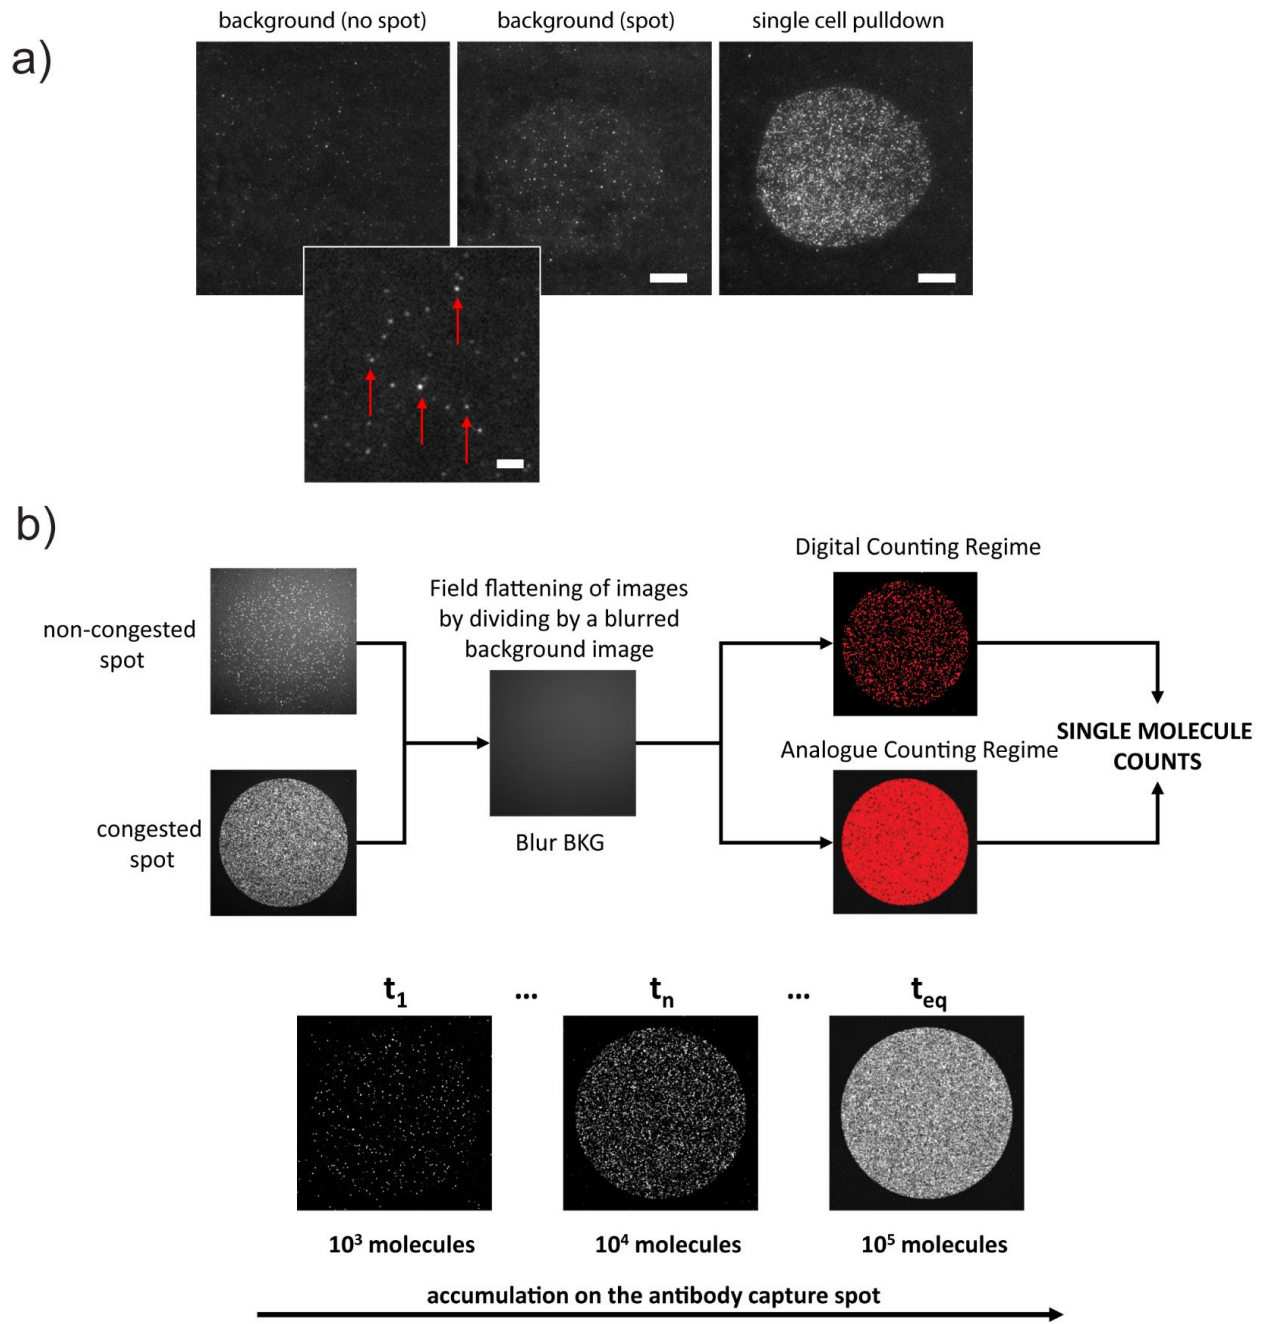 a)
background (no spot)
background (spot)
single cell pulldown
b)
non-congested
spot
congested
spot
Field flattening of images
by dividing by a blurred
background image
Blur BKG
Digital Counting Regime
Analogue Counting Regime
SINGLE MOLECULE
COUNTS
t₁ ... tₙ ... t_eq
10³ molecules
10⁴ molecules
10⁵ molecules
accumulation on the antibody capture spot